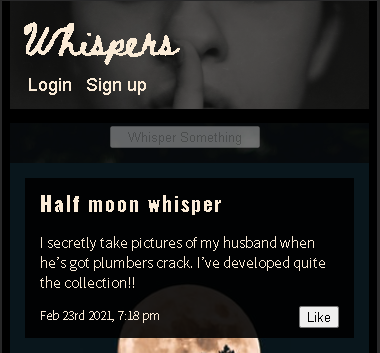 Whispers
Login Sign up
Whisper Something
Half moon whisper
I secretly take pictures of my husband when
he's got plumbers crack. I've developed quite
the collection!!
Feb 23rd 2021, 7:18 pm
Like